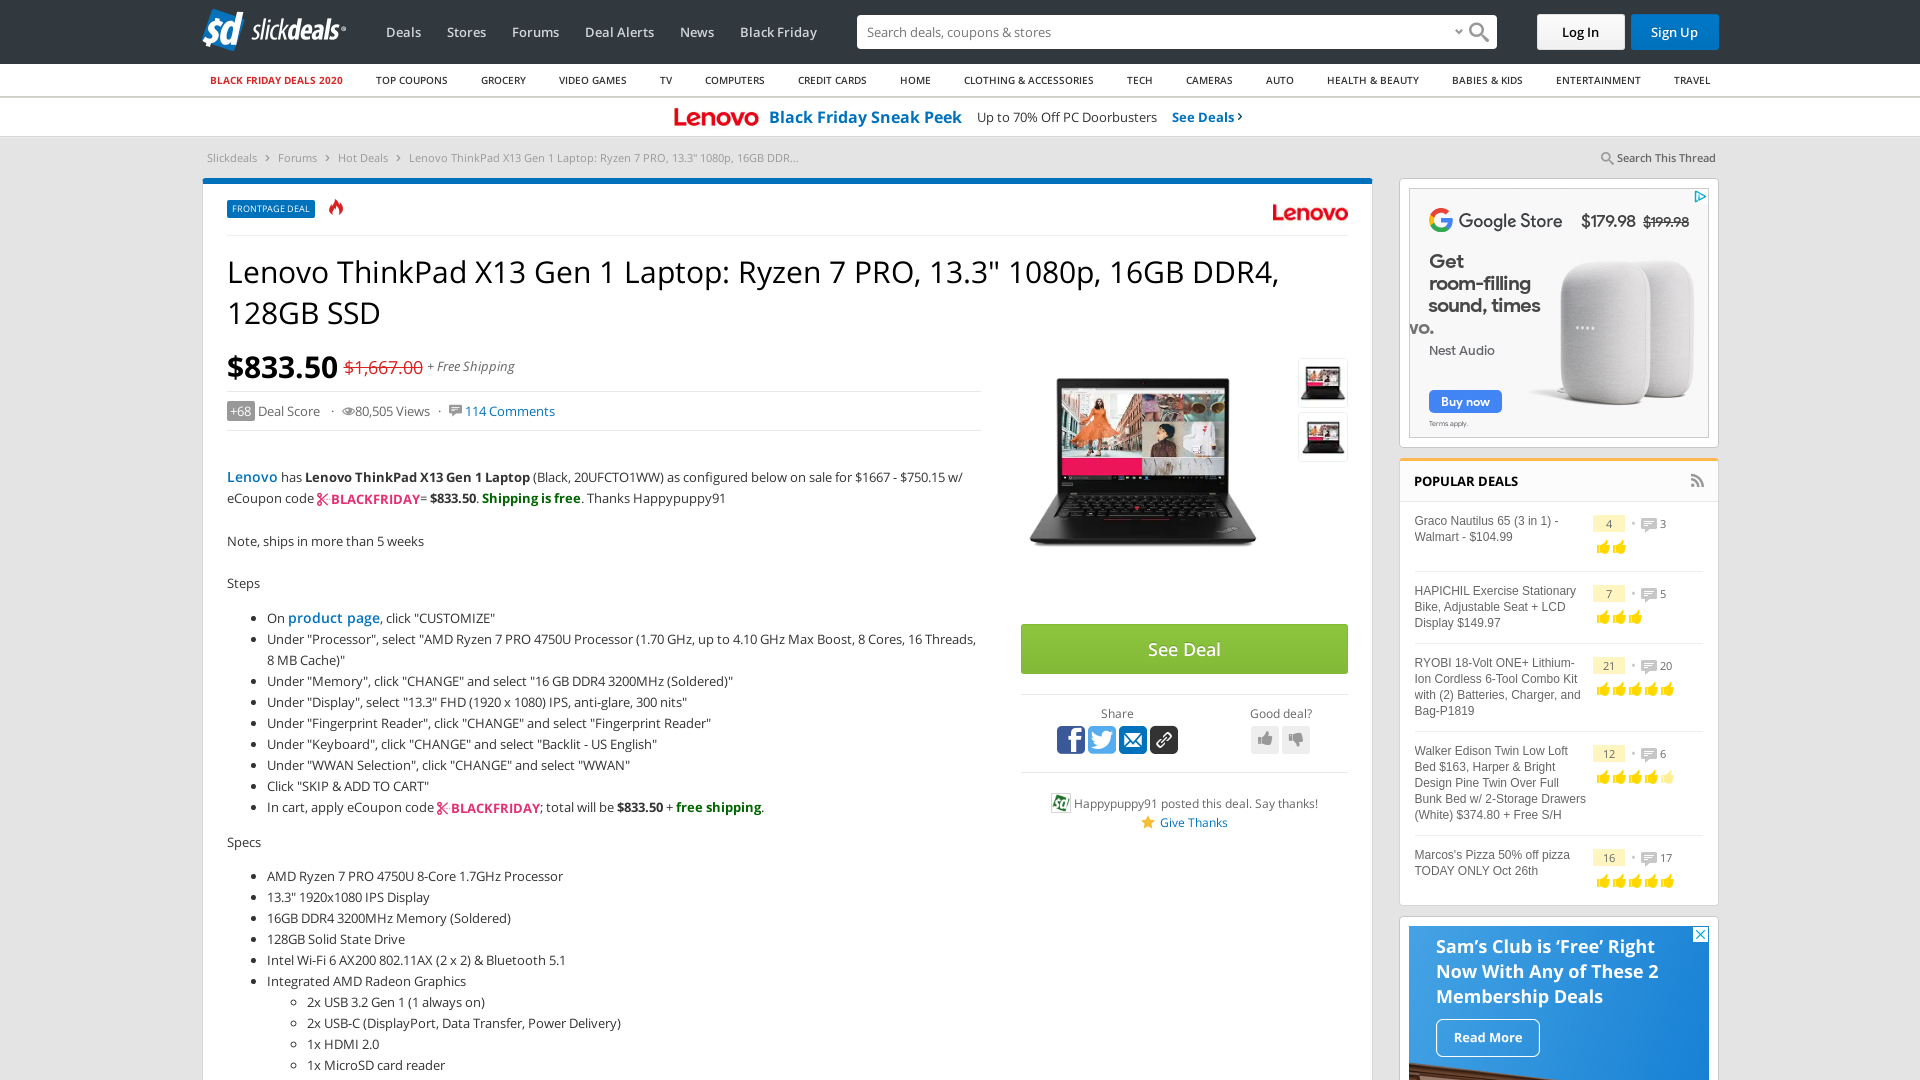 slickdeals
Deals
Stores
Forums
Deal Alerts
News
Black Friday
Search deals, coupons & stores
Log In
Sign Up
BLACK FRIDAY DEALS 2020
TOP COUPONS
GROCERY
VIDEO GAMES
TV
COMPUTERS
CREDIT CARDS
HOME
CLOTHING & ACCESSORIES
TECH
CAMERAS
AUTO
HEALTH & BEAUTY
BABIES & KIDS
ENTERTAINMENT
TRAVEL
Lenovo Black Friday Sneak Peek Up to 70% Off PC Doorbusters See Deals ›
Slickdeals › Forums › Hot Deals › Lenovo ThinkPad X13 Gen 1 Laptop: Ryzen 7 PRO, 13.3" 1080p, 16GB DDR...
Search This Thread
FRONTPAGE DEAL
Lenovo
Lenovo ThinkPad X13 Gen 1 Laptop: Ryzen 7 PRO, 13.3" 1080p, 16GB DDR4,
128GB SSD
$833.50 $1,667.00 + Free Shipping
+68 Deal Score · 80,505 Views · 114 Comments
Lenovo has Lenovo ThinkPad X13 Gen 1 Laptop (Black, 20UFCTO1WW) as configured below on sale for $1667 - $750.15 w/
eCoupon code BLACKFRIDAY= $833.50. Shipping is free. Thanks Happypuppy91
Note, ships in more than 5 weeks
Steps
On product page, click "CUSTOMIZE"
Under "Processor", select "AMD Ryzen 7 PRO 4750U Processor (1.70 GHz, up to 4.10 GHz Max Boost, 8 Cores, 16 Threads,
8 MB Cache)"
Under "Memory", click "CHANGE" and select "16 GB DDR4 3200MHz (Soldered)"
Under "Display", select "13.3" FHD (1920 x 1080) IPS, anti-glare, 300 nits"
Under "Fingerprint Reader", click "CHANGE" and select "Fingerprint Reader"
Under "Keyboard", click "CHANGE" and select "Backlit - US English"
Under "WWAN Selection", click "CHANGE" and select "WWAN"
Click "SKIP & ADD TO CART"
In cart, apply eCoupon code BLACKFRIDAY; total will be $833.50 + free shipping.
Specs
AMD Ryzen 7 PRO 4750U 8-Core 1.7GHz Processor
13.3" 1920x1080 IPS Display
16GB DDR4 3200MHz Memory (Soldered)
128GB Solid State Drive
Intel Wi-Fi 6 AX200 802.11AX (2 x 2) & Bluetooth 5.1
Integrated AMD Radeon Graphics
2x USB 3.2 Gen 1 (1 always on)
2x USB-C (DisplayPort, Data Transfer, Power Delivery)
1x HDMI 2.0
1x MicroSD card reader
See Deal
Share
Good deal?
Happypuppy91 posted this deal. Say thanks!
Give Thanks
Google Store $179.98 $199.98
Get
room-filling
sound, times
vo.
Nest Audio
Buy now
Terms apply.
POPULAR DEALS
Graco Nautilus 65 (3 in 1) -
Walmart - $104.99
4 • 3
HAPICHIL Exercise Stationary
Bike, Adjustable Seat + LCD
Display $149.97
7 • 5
RYOBI 18-Volt ONE+ Lithium-
Ion Cordless 6-Tool Combo Kit
with (2) Batteries, Charger, and
Bag-P1819
21 • 20
Walker Edison Twin Low Loft
Bed $163, Harper & Bright
Design Pine Twin Over Full
Bunk Bed w/ 2-Storage Drawers
(White) $374.80 + Free S/H
12 • 6
Marcos's Pizza 50% off pizza
TODAY ONLY Oct 26th
16 • 17
Sam's Club is 'Free' Right
Now With Any of These 2
Membership Deals
Read More